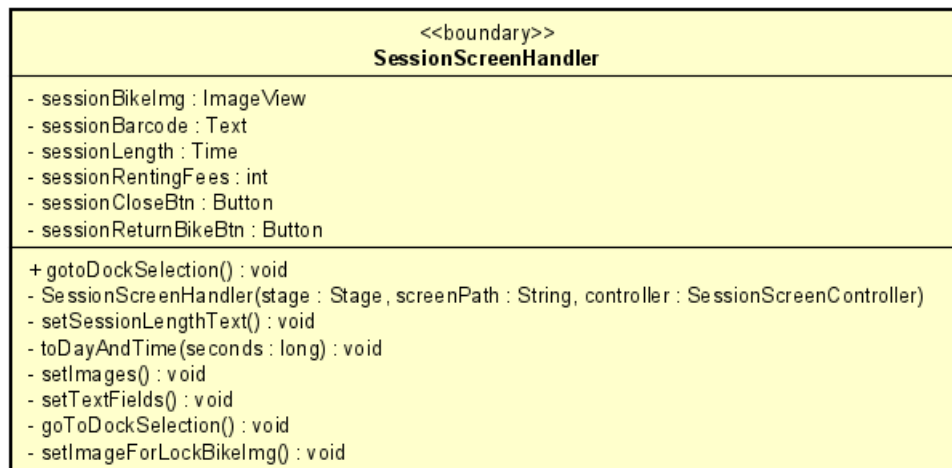 <<boundary>>
SessionScreenHandler
- sessionBikeImg : ImageView
- sessionBarcode : Text
- sessionLength : Time
- sessionRentingFees : int
- sessionCloseBtn : Button
- sessionReturnBikeBtn : Button
+ gotoDockSelection() : void
- SessionScreenHandler(stage : Stage, screenPath : String, controller : SessionScreenController)
- setSessionLengthText() : void
- toDayAndTime(seconds : long) : void
- setImages() : void
- setTextFields() : void
- goToDockSelection() : void
- setImageForLockBikeImg() : void